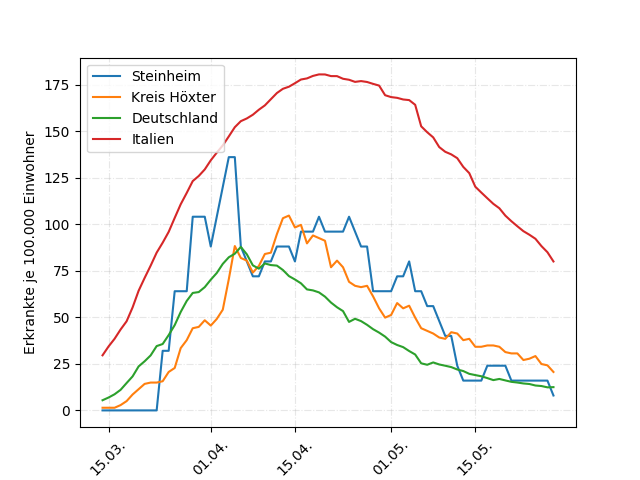 Steinheim
Kreis Höxter
Deutschland
Italien
Erkrankte je 100.000 Einwohner
175
150
125
100
75
50
25
0
15.03.
01.04.
15.04.
01.05.
15.05.